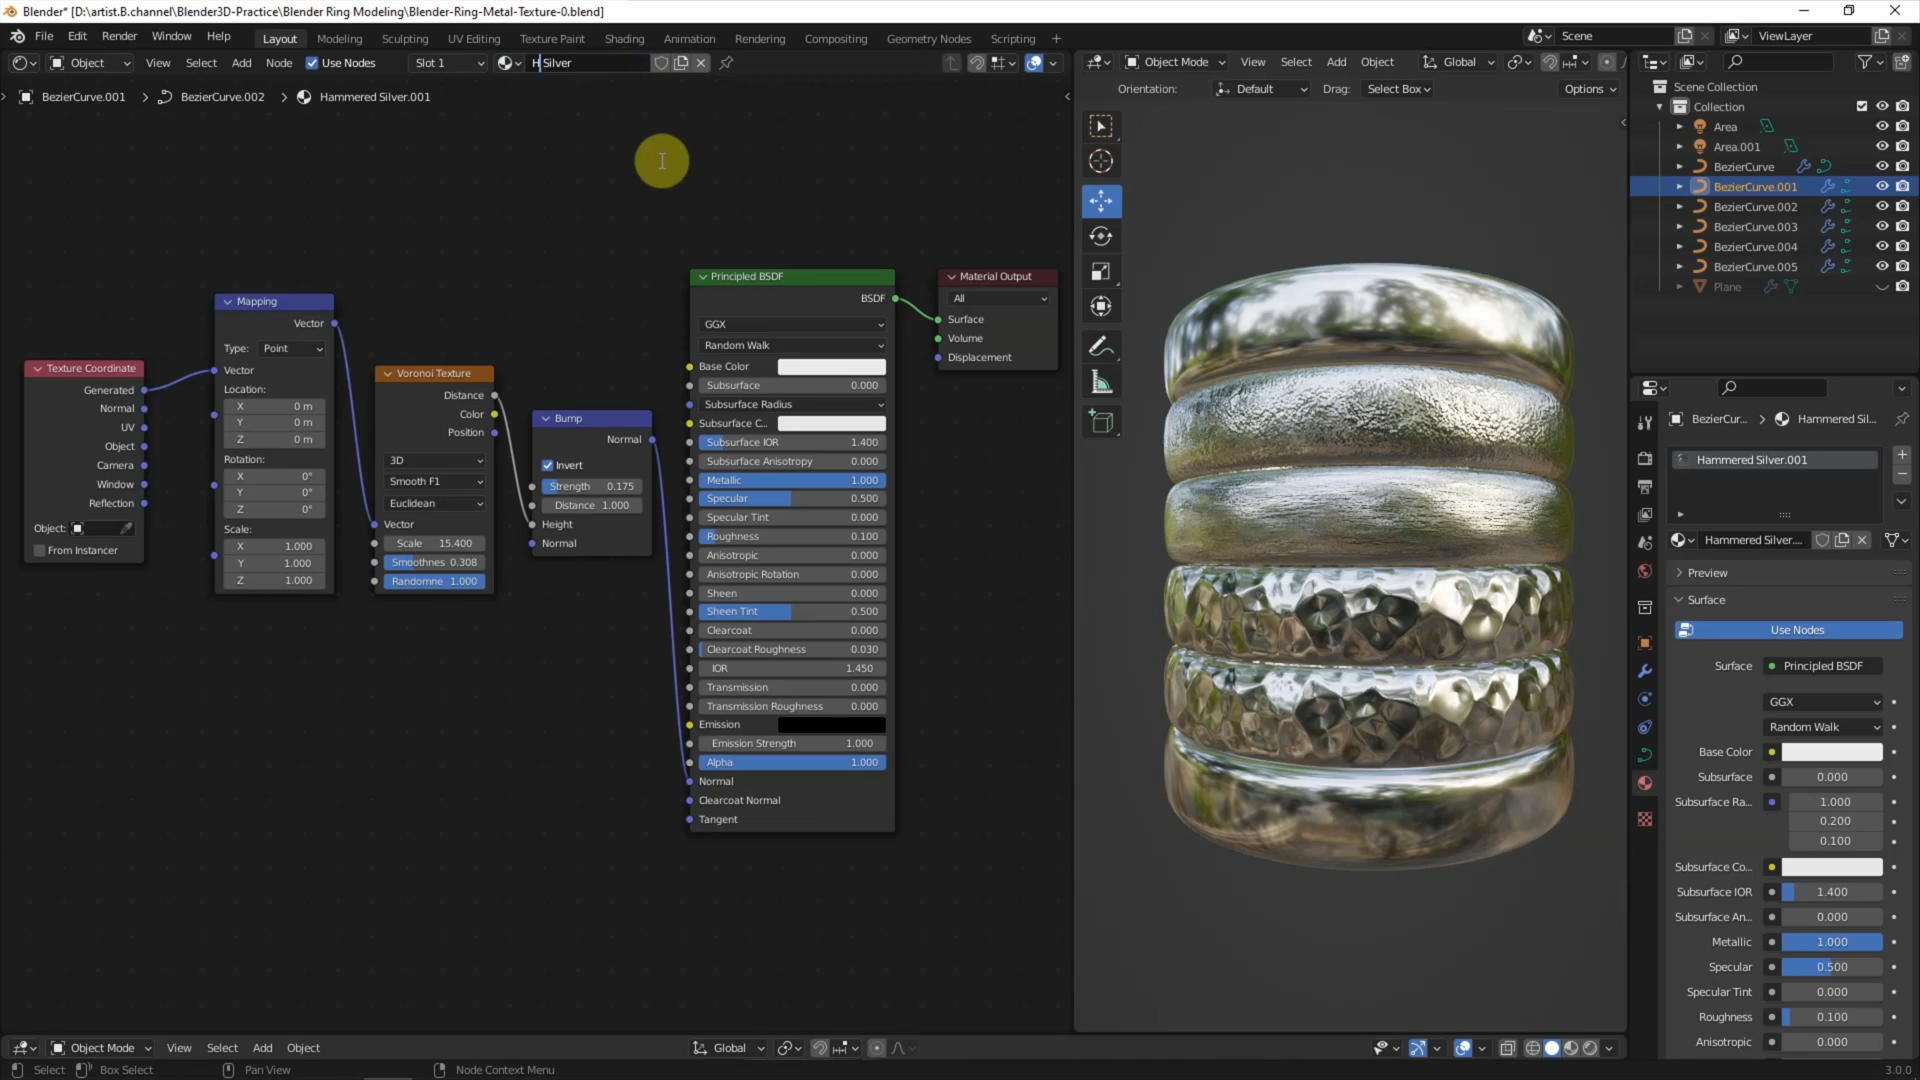 Blender* [D:\artist.B.channel\Blender3D-Practice\Blender Ring Modeling\Blender-Ring-Metal-Texture-0.blend]
File Edit Render Window Help Layout Modeling Sculpting UV Editing Texture Paint Shading Animation Rendering Compositing Geometry Nodes Scripting + Scene ViewLayer
Object View Select Add Node Use Nodes Slot 1 H Silver Object Mode View Select Add Object Global
BezierCurve.001 > BezierCurve.002 > Hammered Silver.001 Orientation: Default Drag: Select Box Options
Scene Collection
Collection
Area
Area.001
BezierCurve
BezierCurve.001
BezierCurve.002
BezierCurve.003
BezierCurve.004
BezierCurve.005
Plane
Texture Coordinate
Generated
Normal
UV
Object
Camera
Window
Reflection
Object:
From Instancer
Mapping
Vector
Type: Point
Vector
Location:
X 0 m
Y 0 m
Z 0 m
Rotation:
X 0°
Y 0°
Z 0°
Scale:
X 1.000
Y 1.000
Z 1.000
Voronoi Texture
Distance
Color
Position
3D
Smooth F1
Euclidean
Vector
Scale 15.400
Smoothnes 0.308
Randomne 1.000
Bump
Normal
Invert
Strength 0.175
Distance 1.000
Height
Normal
Principled BSDF
BSDF
GGX
Random Walk
Base Color
Subsurface 0.000
Subsurface Radius
Subsurface C..
Subsurface IOR 1.400
Subsurface Anisotropy 0.000
Metallic 1.000
Specular 0.500
Specular Tint 0.000
Roughness 0.100
Anisotropic 0.000
Anisotropic Rotation 0.000
Sheen 0.000
Sheen Tint 0.500
Clearcoat 0.000
Clearcoat Roughness 0.030
IOR 1.450
Transmission 0.000
Transmission Roughness 0.000
Emission
Emission Strength 1.000
Alpha 1.000
Normal
Clearcoat Normal
Tangent
Material Output
All
Surface
Volume
Displacement
BezierCur... > Hammered Sil...
Hammered Silver.001
Hammered Silver....
Preview
Surface
Use Nodes
Surface Principled BSDF
GGX
Random Walk
Base Color
Subsurface 0.000
Subsurface Ra... 1.000
0.200
0.100
Subsurface Co...
Subsurface IOR 1.400
Subsurface An... 0.000
Metallic 1.000
Specular 0.500
Specular Tint 0.000
Roughness 0.100
Anisotropic 0.000
Object Mode View Select Add Object Global
Select Box Select Pan View Node Context Menu 3.0.0